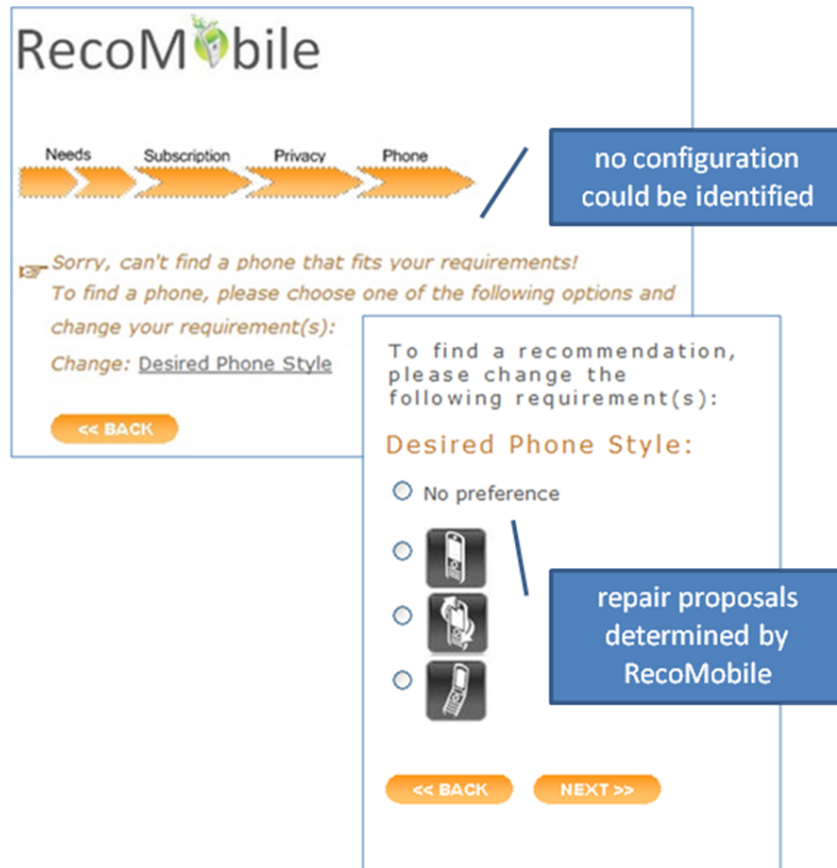 RecoMobile
Needs Subscription Privacy Phone
no configuration
could be identified
Sorry, can't find a phone that fits your requirements!
To find a phone, please choose one of the following options and
change your requirement(s):
Change: Desired Phone Style
<< BACK
To find a recommendation,
please change the
following requirement(s):
Desired Phone Style:
No preference
repair proposals
determined by
RecoMobile
<< BACK NEXT >>